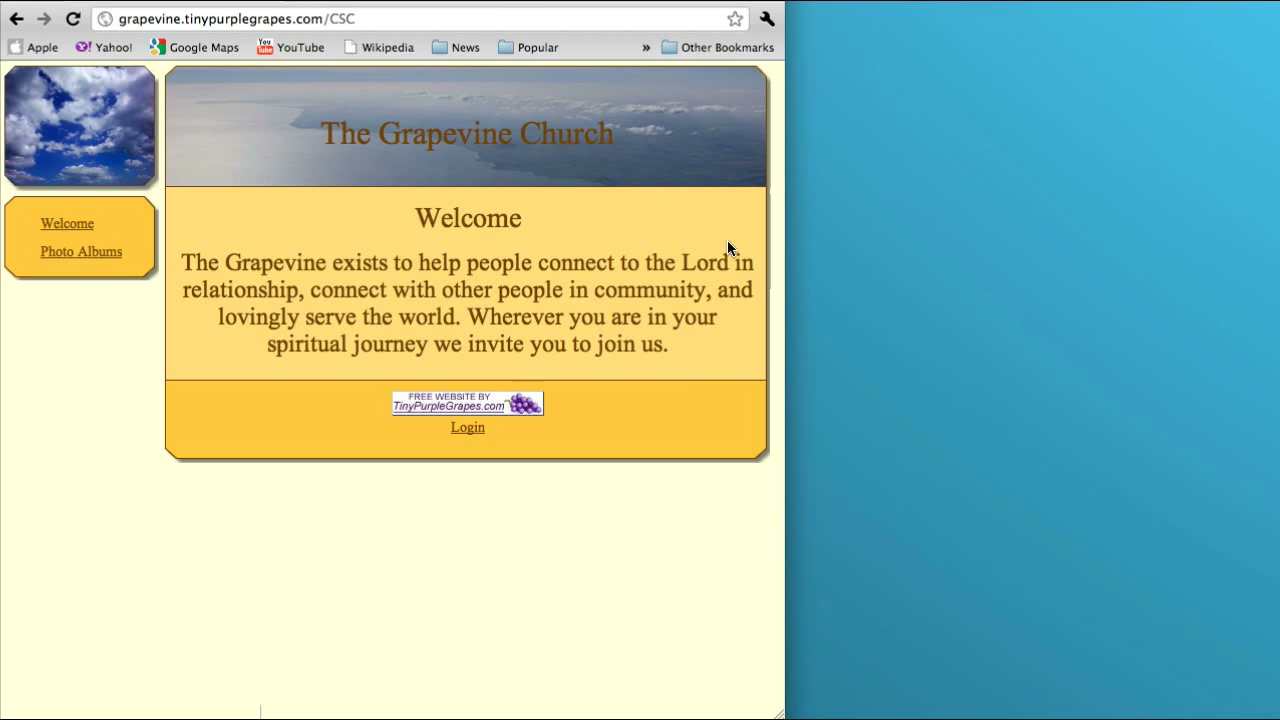 grapevine.tinypurplegrapes.com/CSC
Apple Yahoo! Google Maps You Tube YouTube Wikipedia News Popular » Other Bookmarks
The Grapevine Church
Welcome
Photo Albums
Welcome
The Grapevine exists to help people connect to the Lord in
relationship, connect with other people in community, and
lovingly serve the world. Wherever you are in your
spiritual journey we invite you to join us.
FREE WEBSITE BY
TinyPurpleGrapes.com
Login